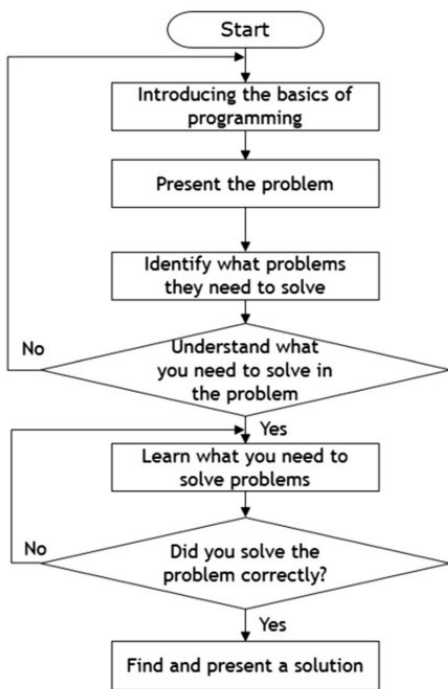 Start
Introducing the basics of
programming
Present the problem
Identify what problems
they need to solve
No
Understand what
you need to solve in
the problem
Yes
Learn what you need to
solve problems
No
Did you solve the
problem correctly?
Yes
Find and present a solution